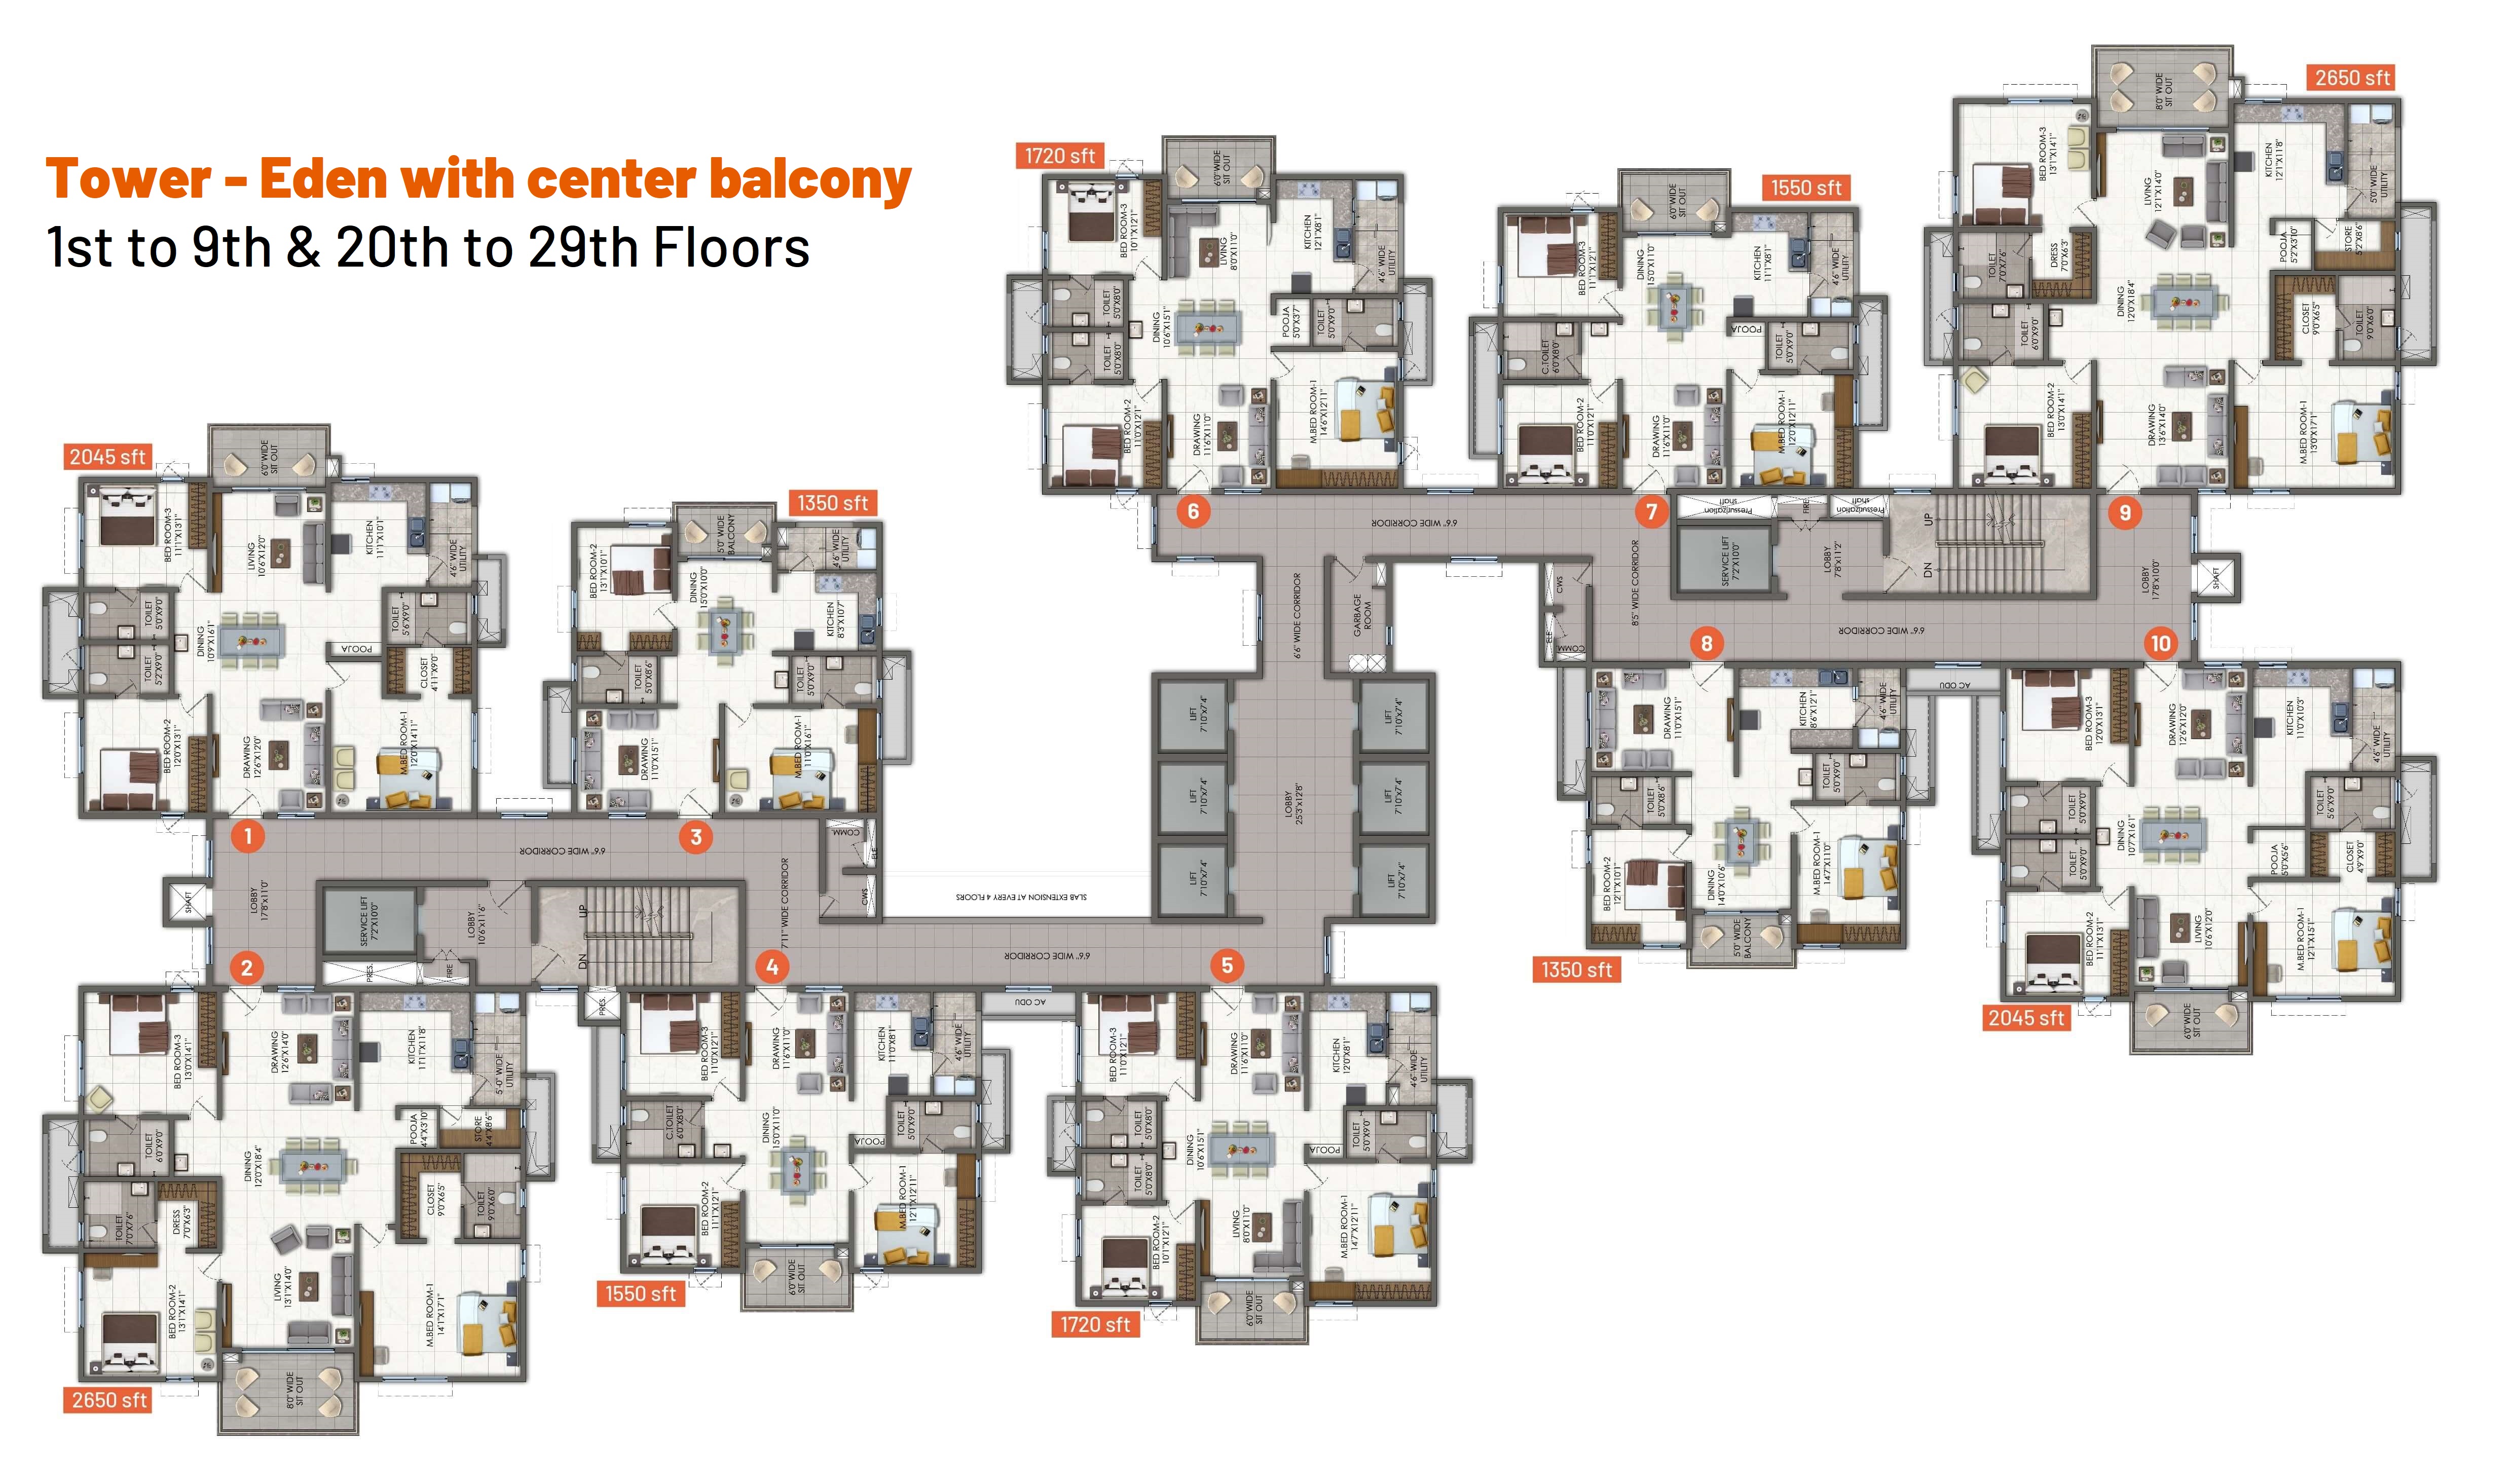 Tower - Eden with center balcony
1st to 9th & 20th to 29th Floors
2045 sft
6'0" WIDE
SIT OUT
BED ROOM-3
11'1"X13'1"
LIVING
10'6"X12'0"
KITCHEN
11'1"X10'1"
4'6" WIDE
UTILITY
TOILET
5'0"X9'0"
TOILET
5'2"X9'0"
DINING
10'9"X16'1"
TOILET
5'6"X9'0"
POOJA
CLOSET
4'11"X9'0"
BED ROOM-2
12'0"X13'1"
DRAWING
12'6"X12'0"
M.BED ROOM-1
12'0"X14'1"
1
1350 sft
5'0" WIDE
BALCONY
BED ROOM-2
13'1"X10'1"
DINING
15'0"X10'0"
4'6" WIDE
UTILITY
KITCHEN
8'3"X10'7"
TOILET
5'0"X8'6"
TOILET
5'0"X9'0"
DRAWING
11'0"X15'1"
M.BED ROOM-1
11'0"X16'1"
3
6'6" WIDE CORRIDOR
COMM.
ELE
CWS
SHAFT
LOBBY
17'8"X11'0"
SERVICE LIFT
7'2"X10'0"
LOBBY
10'6"X11'6"
UP
DN
PRES.
FIRE
7'11" WIDE CORRIDOR
SLAB EXTENSION AT EVERY 4 FLOORS
6'6" WIDE CORRIDOR
2
BED ROOM-3
13'0"X14'1"
DRAWING
12'6"X14'0"
KITCHEN
11'1"X11'8"
5'-0" WIDE
UTILITY
POOJA
4'4"X3'10"
STORE
4'4"X8'6"
TOILET
6'0"X9'0"
DINING
12'0"X18'4"
TOILET
7'0"X7'6"
DRESS
7'0"X6'3"
CLOSET
9'0"X6'5"
TOILET
9'0"X6'0"
BED ROOM-2
13'1"X14'1"
LIVING
13'1"X14'0"
M.BED ROOM-1
14'1"X17'1"
8'0" WIDE
SIT OUT
2650 sft
4
PRES.
BED ROOM-3
11'0"X12'1"
DRAWING
11'6"X11'0"
KITCHEN
11'0"X8'1"
4'6" WIDE
UTILITY
C.TOILET
6'0"X8'0"
DINING
15'0"X11'0"
POOJA
TOILET
5'0"X9'0"
BED ROOM-2
11'1"X12'1"
M.BED ROOM-1
12'1"X12'11"
6'0" WIDE
SIT OUT
1550 sft
AC ODU
5
BED ROOM-3
11'0"X12'1"
DRAWING
11'6"X11'0"
KITCHEN
12'0"X8'1"
4'6" WIDE
UTILITY
TOILET
5'0"X8'0"
TOILET
5'0"X8'0"
DINING
10'6"X15'1"
POOJA
TOILET
5'0"X9'0"
BED ROOM-2
10'1"X12'1"
LIVING
8'0"X11'0"
M.BED ROOM-1
14'7"X12'11"
6'0" WIDE
SIT OUT
1720 sft
1720 sft
6'0" WIDE
SIT OUT
BED ROOM-3
10'1"X12'1"
LIVING
8'0"X11'0"
KITCHEN
12'1"X8'1"
4'6" WIDE
UTILITY
TOILET
5'0"X8'0"
TOILET
5'0"X8'0"
DINING
10'6"X15'1"
POOJA
5'0"X3'7"
TOILET
5'0"X9'0"
BED ROOM-2
11'0"X12'1"
DRAWING
11'6"X11'0"
M.BED ROOM-1
14'6"X12'11"
6
6'6" WIDE CORRIDOR
1550 sft
6'0" WIDE
SIT OUT
BED ROOM-3
11'1"X12'1"
DINING
15'0"X11'0"
KITCHEN
11'1"X8'1"
4'6" WIDE
UTILITY
C.TOILET
6'0"X8'0"
POOJA
TOILET
5'0"X9'0"
BED ROOM-2
11'0"X12'1"
DRAWING
11'6"X11'0"
M.BED ROOM-1
12'0"X12'11"
7
Pressurization
shaft
FIRE
Pressurization
shaft
SERVICE LIFT
7'2"X10'0"
LOBBY
7'8"X11'2"
UP
DN
8'5" WIDE CORRIDOR
6'6" WIDE CORRIDOR
GARBAGE
ROOM
6'6" WIDE CORRIDOR
CWS
ELE
COMM
LIFT
7'10"X7'4"
LIFT
7'10"X7'4"
LIFT
7'10"X7'4"
LIFT
7'10"X7'4"
LIFT
7'10"X7'4"
LIFT
7'10"X7'4"
LOBBY
25'3"X12'8"
2650 sft
8'0" WIDE
SIT OUT
BED ROOM-3
13'1"X14'1"
LIVING
12'1"X14'0"
KITCHEN
12'1"X11'8"
5'0" WIDE
UTILITY
TOILET
7'0"X7'6"
DRESS
7'0"X6'3"
POOJA
5'2"X3'10"
STORE
5'2"X8'6"
TOILET
6'0"X9'0"
DINING
12'0"X18'4"
CLOSET
9'0"X6'5"
TOILET
9'0"X6'0"
BED ROOM-2
13'0"X14'1"
DRAWING
13'6"X14'0"
M.BED ROOM-1
13'0"X17'1"
9
LOBBY
17'8"X10'0"
SHAFT
8
DRAWING
11'0"X15'1"
KITCHEN
8'6"X12'1"
4'6" WIDE
UTILITY
TOILET
5'0"X8'6"
TOILET
5'0"X9'0"
BED ROOM-2
12'1"X10'1"
DINING
14'0"X10'6"
M.BED ROOM-1
14'7"X11'0"
5'0" WIDE
BALCONY
1350 sft
AC ODU
10
BED ROOM-3
12'0"X13'1"
DRAWING
12'6"X12'0"
KITCHEN
11'0"X10'3"
4'6" WIDE
UTILITY
TOILET
5'0"X9'0"
TOILET
5'0"X9'0"
DINING
10'7"X16'1"
TOILET
5'6"X9'0"
POOJA
5'0"X5'6"
CLOSET
4'9"X9'0"
BED ROOM-2
11'1"X13'1"
LIVING
10'6"X12'0"
M.BED ROOM-1
12'1"X15'1"
6'0" WIDE
SIT OUT
2045 sft